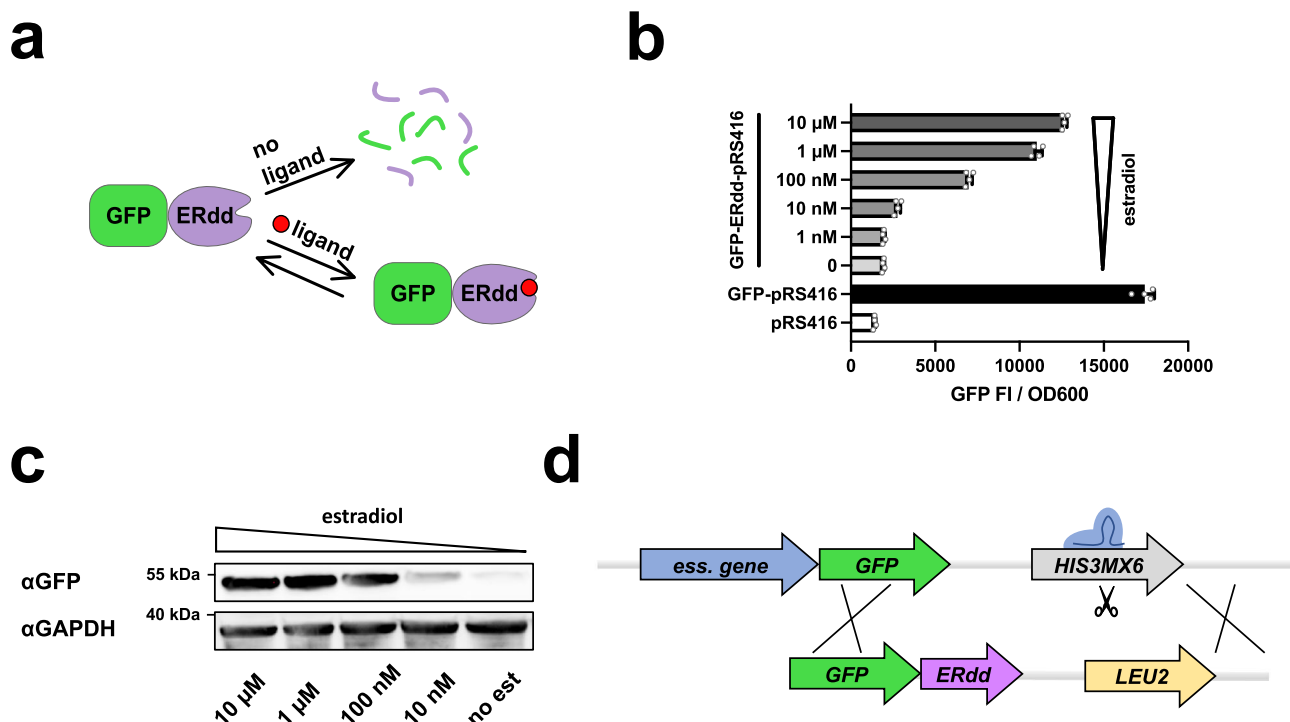 a
no
ligand
GFP
ERdd
ligand
GFP
ERdd
b
GFP-ERdd-pRS416
10 µM
1 µM
100 nM
10 nM
1 nM
0
GFP-pRS416
pRS416
estradiol
0 5000 10000 15000 20000
GFP FI / OD600
c
estradiol
αGFP
55 kDa
40 kDa
αGAPDH
10 µM 1 µM 100 nM 10 nM no est
d
ess. gene GFP HIS3MX6
GFP ERdd LEU2